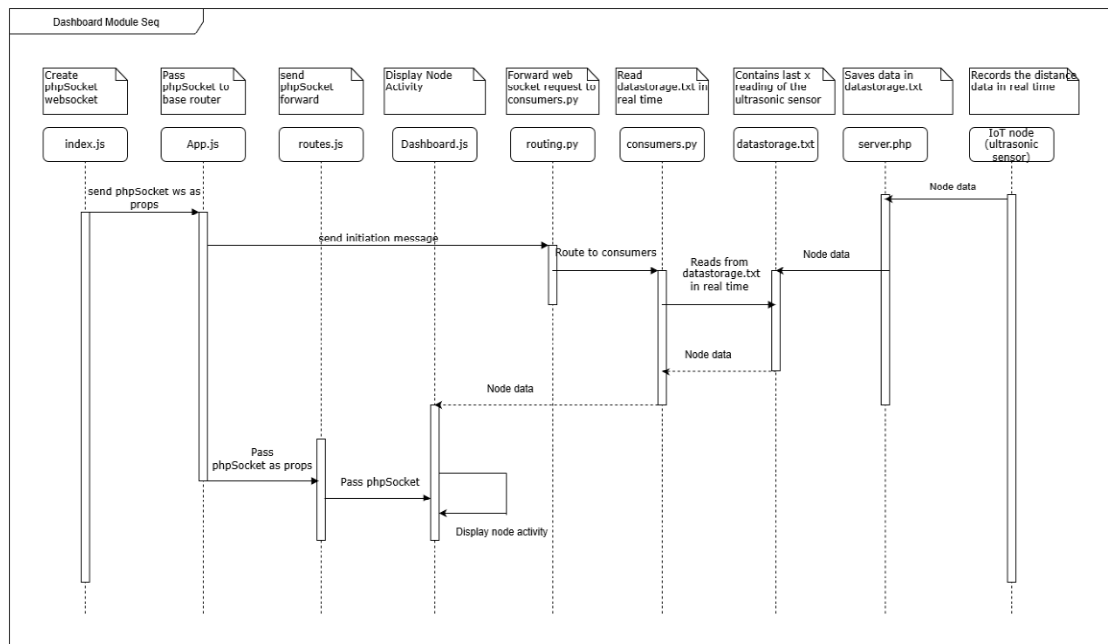 Dashboard Module Seq
Create
phpSocket
websocket
Pass
phpSocket to
base router
send
phpSocket
forward
Display Node
Activity
Forward web
socket request to
consumers.py
Read
datastorage.txt in
real time
Contains last x
reading of the
ultrasonic sensor
Saves data in
datastorage.txt
Records the distance
data in real time
index.js
App.js
routes.js
Dashboard.js
routing.py
consumers.py
datastorage.txt
server.php
IoT node
(ultrasonic
sensor)
send phpSocket ws as
props
Node data
send initiation message
Route to consumers
Reads from
datastorage.txt
in real time
Node data
Node data
Node data
Pass
phpSocket as props
Pass phpSocket
Display node activity